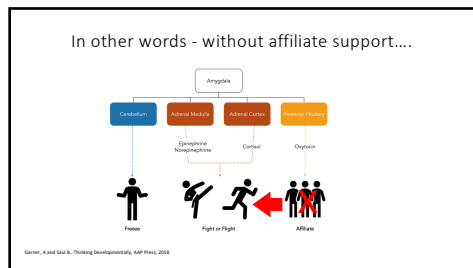 In other words - without affiliate support....
Amygdala
Cerebellum
Adrenal Medulla
Adrenal Cortex
Posterior Pituitary
Epinephrine
Norepinephrine
Cortisol
Oxytocin
Freeze
Fight or Flight
Affiliate
Garner, A and Saul B.. Thinking Developmentally, AAP Press, 2018